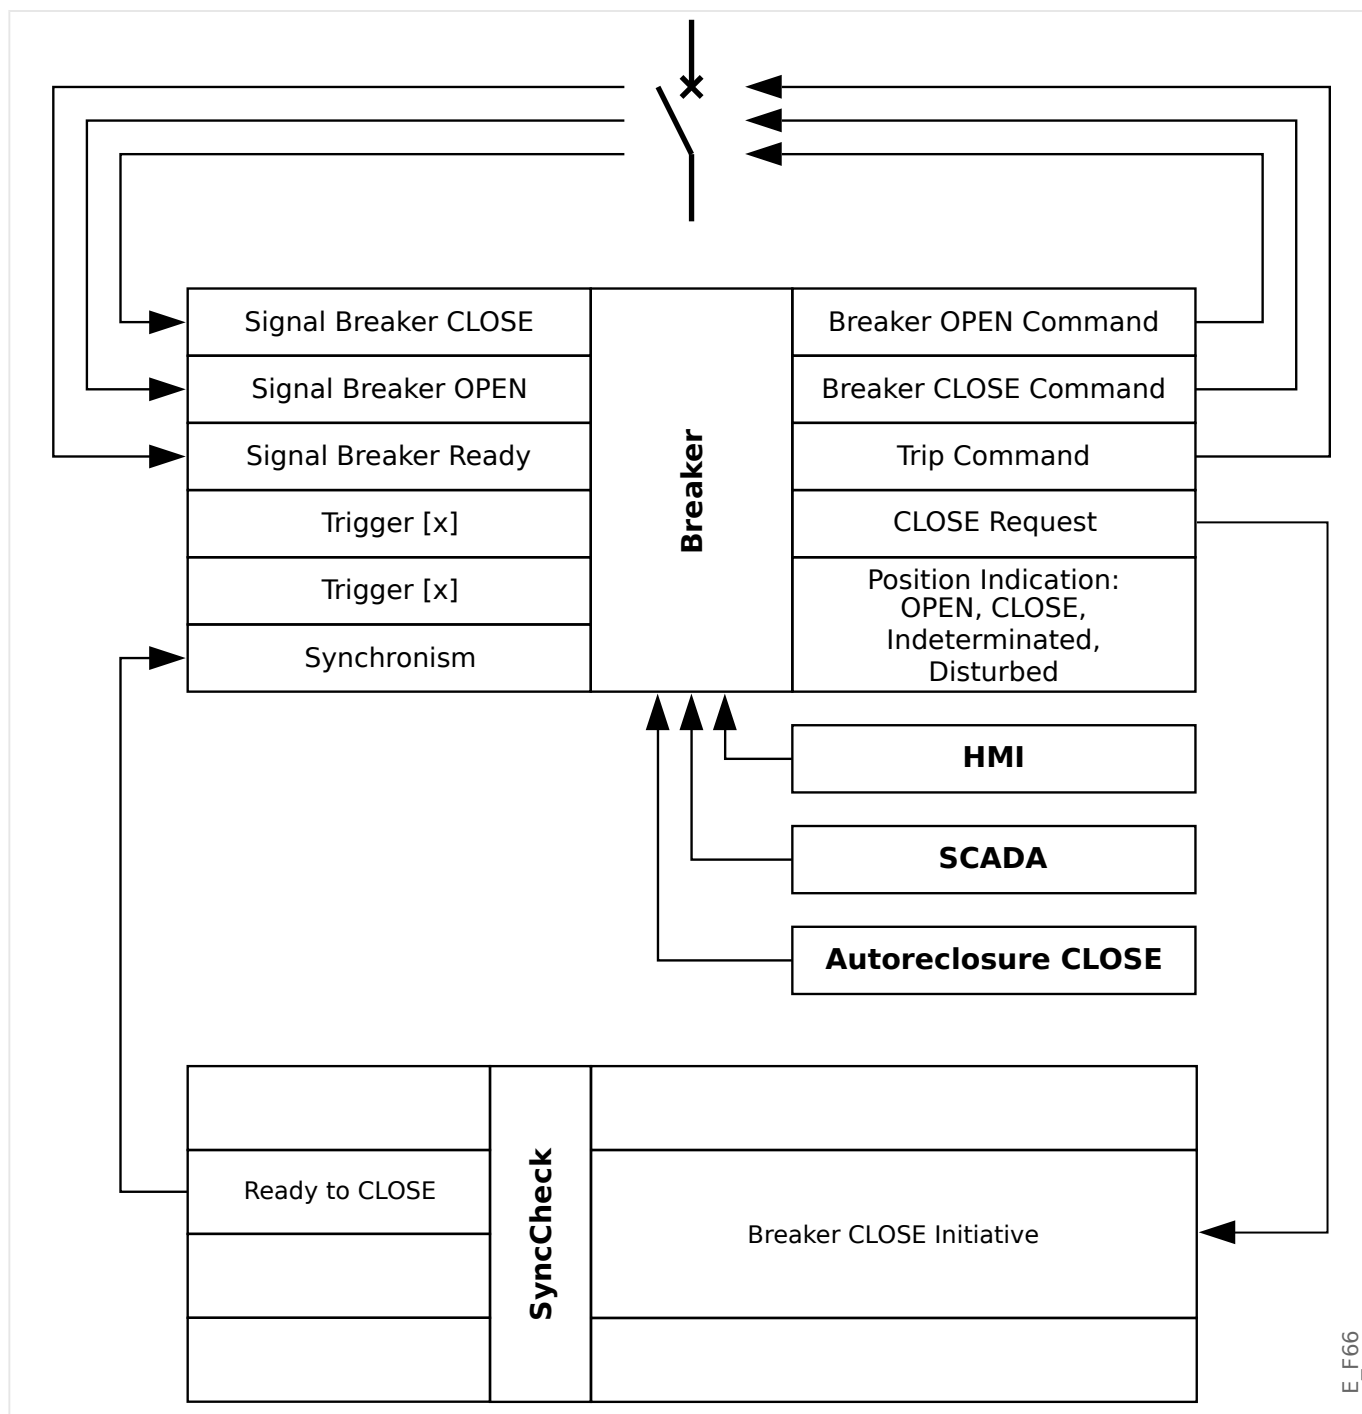 Signal Breaker CLOSE
Signal Breaker OPEN
Signal Breaker Ready
Trigger [x]
Trigger [x]
Synchronism
Breaker
Breaker OPEN Command
Breaker CLOSE Command
Trip Command
CLOSE Request
Position Indication:
OPEN, CLOSE,
Indeterminated,
Disturbed
HMI
SCADA
Autoreclosure CLOSE
Ready to CLOSE
SyncCheck
Breaker CLOSE Initiative
E_F66